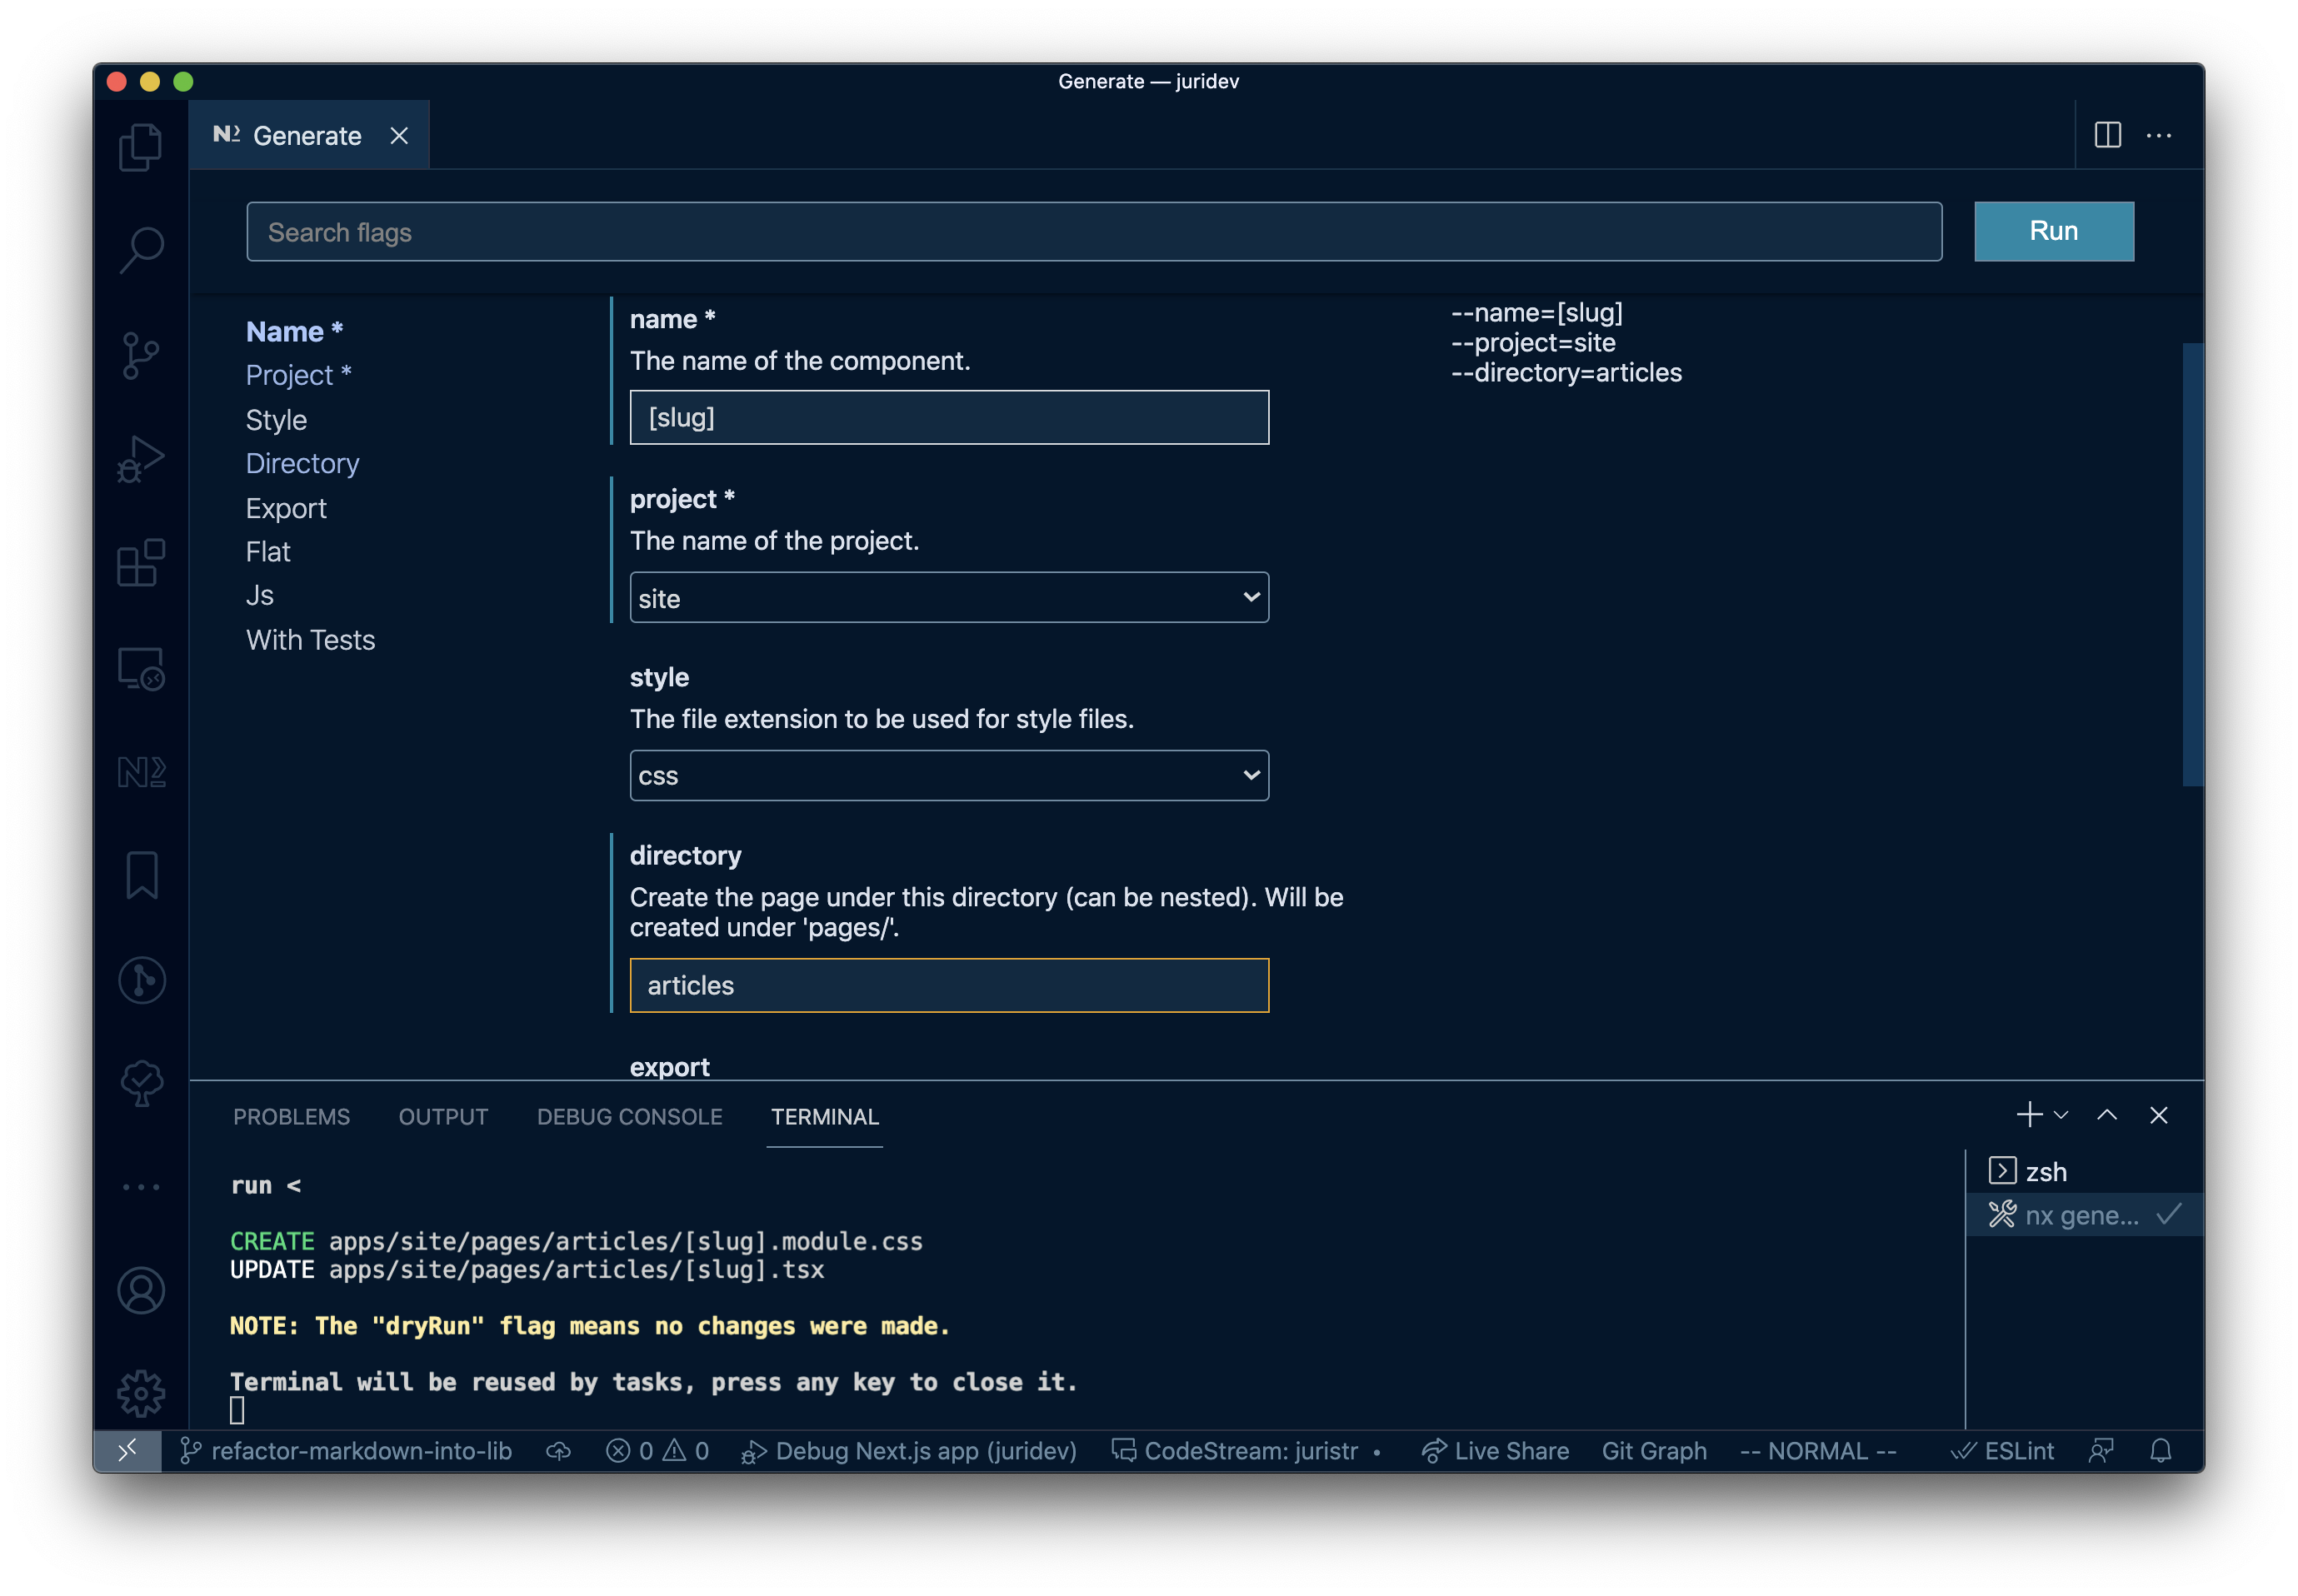 Generate — juridev
Generate
Search flags
Run
Name *
Project *
Style
Directory
Export
Flat
Js
With Tests
name *
The name of the component.
[slug]
project *
The name of the project.
site
style
The file extension to be used for style files.
css
directory
Create the page under this directory (can be nested). Will be
created under 'pages/'.
articles
export
--name=[slug]
--project=site
--directory=articles
PROBLEMS
OUTPUT
DEBUG CONSOLE
TERMINAL
run <
CREATE apps/site/pages/articles/[slug].module.css
UPDATE apps/site/pages/articles/[slug].tsx
NOTE: The "dryRun" flag means no changes were made.
Terminal will be reused by tasks, press any key to close it.
zsh
nx gene...
refactor-markdown-into-lib
0
0
Debug Next.js app (juridev)
CodeStream: juristr •
Live Share
Git Graph
-- NORMAL --
ESLint